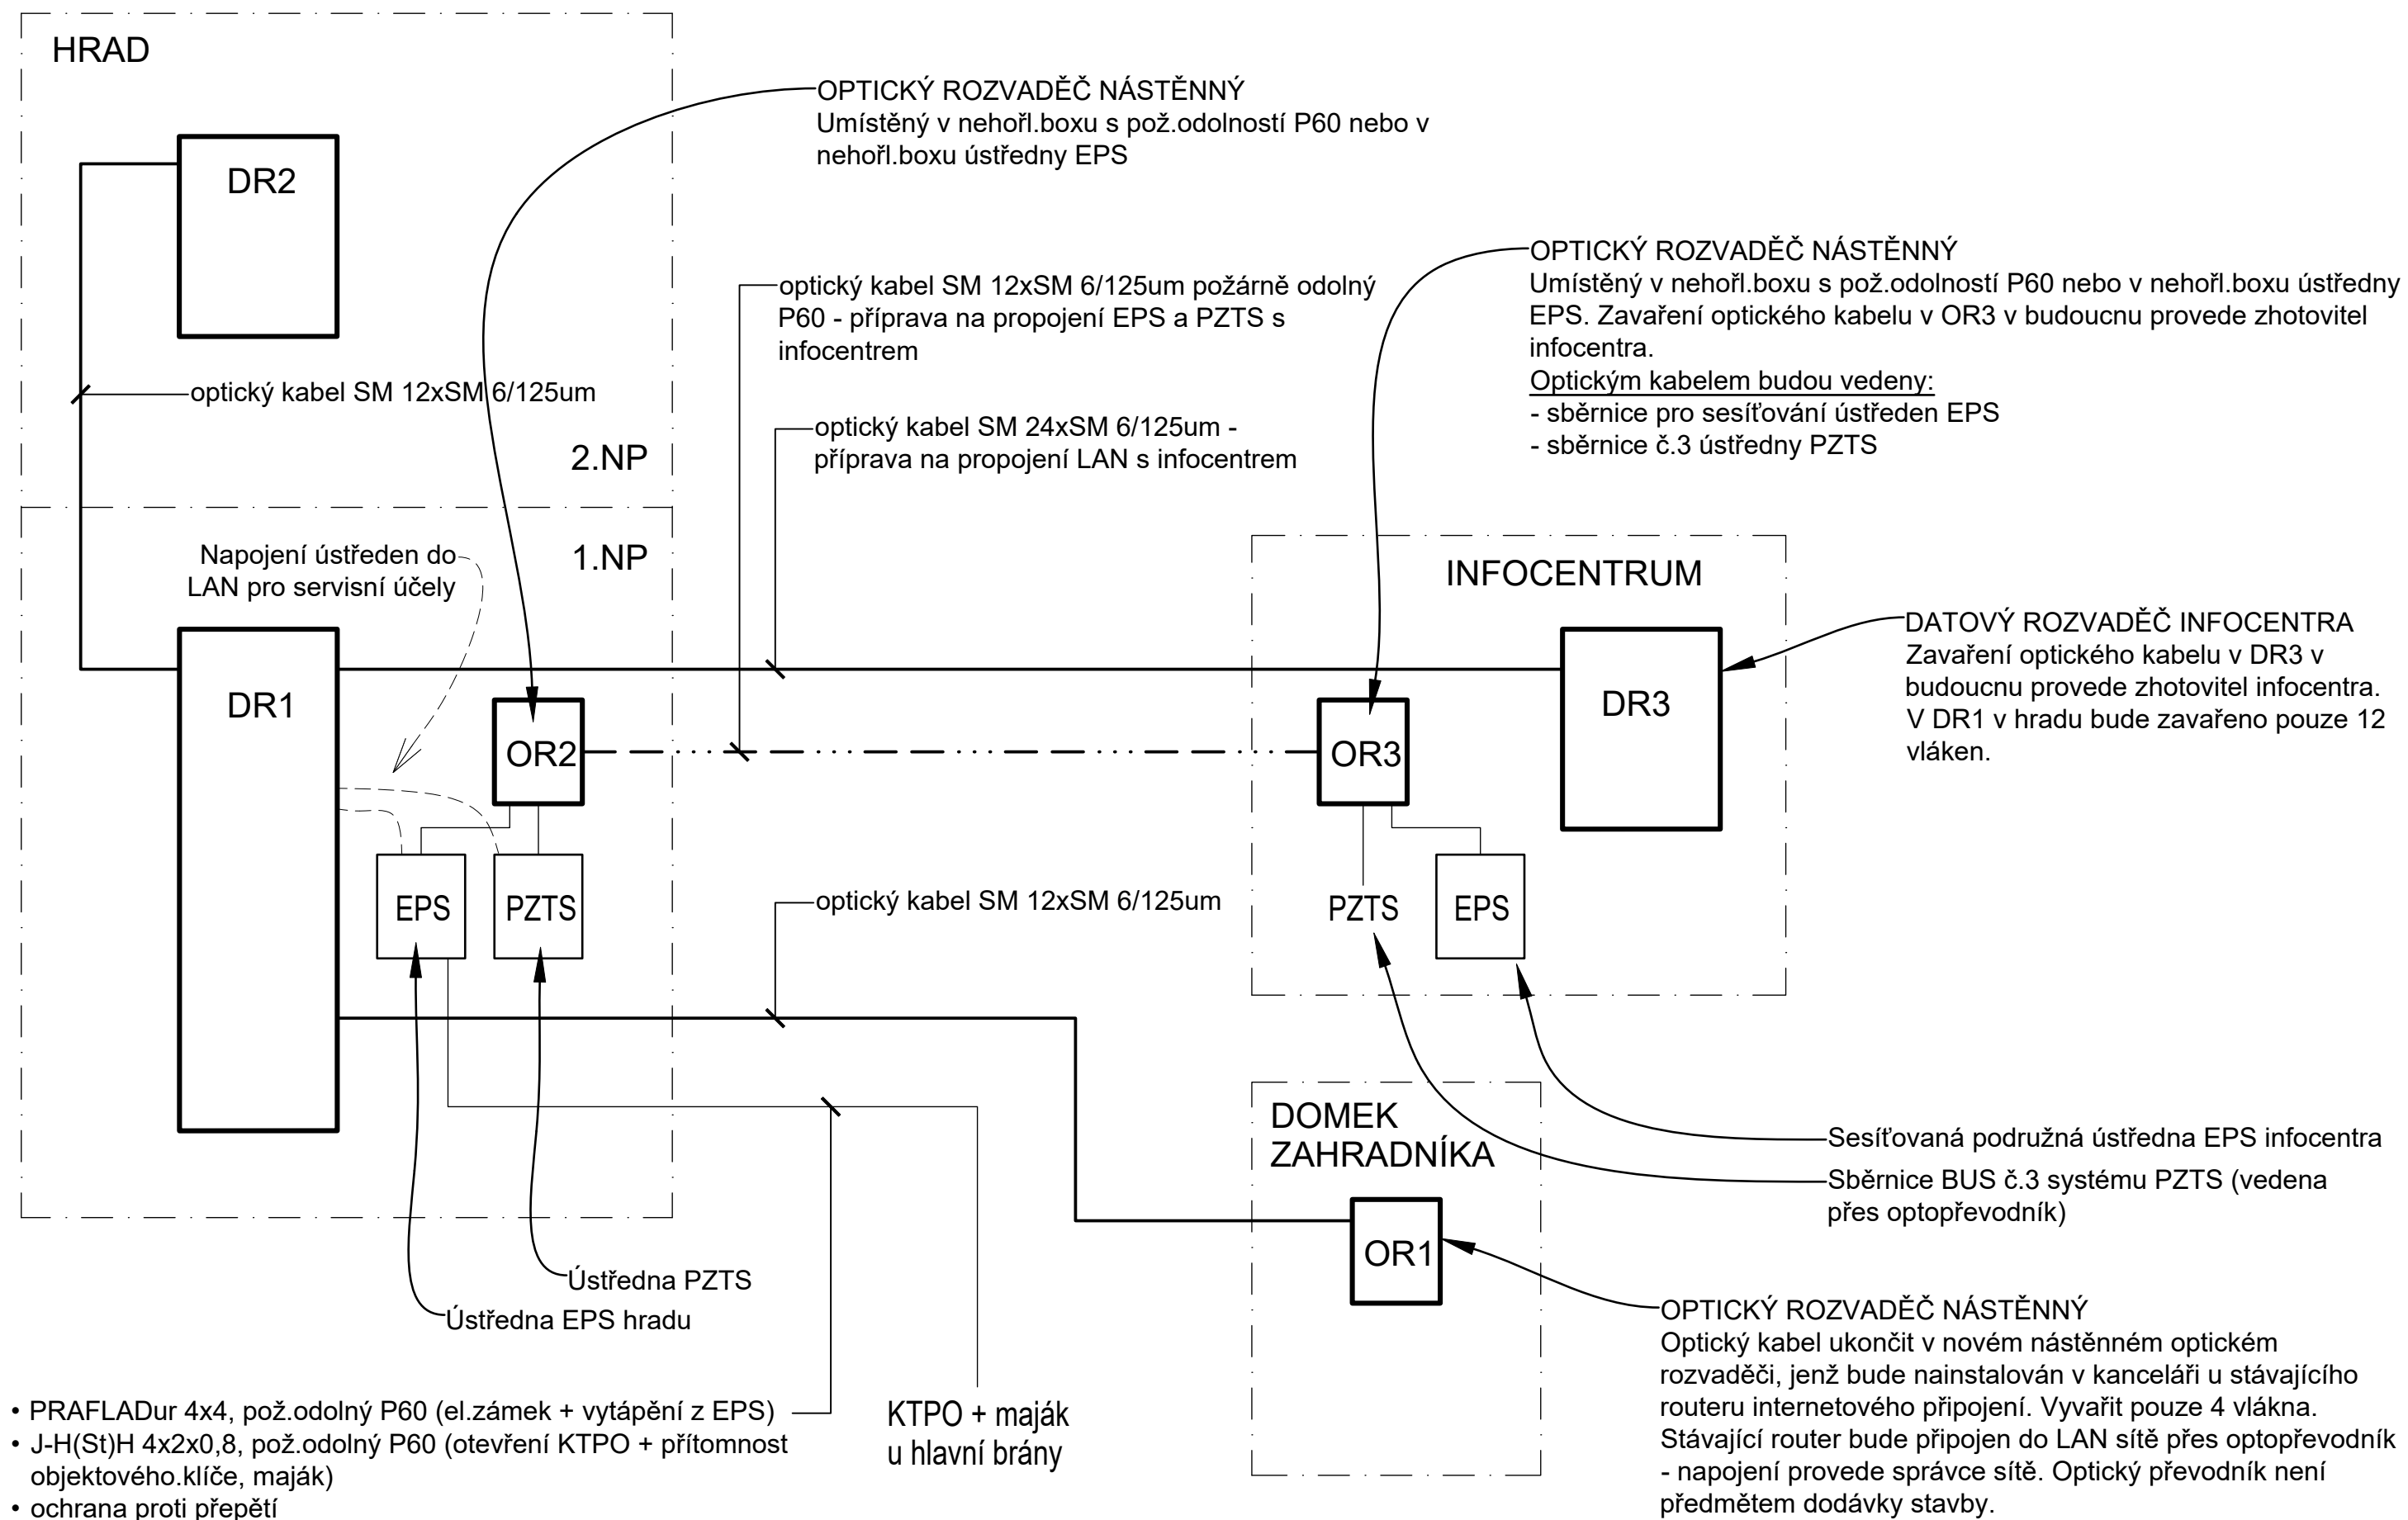 HRAD
DR2
OPTICKÝ ROZVADĚČ NÁSTĚNNÝ
Umístěný v nehořl.boxu s pož.odolností P60 nebo v
nehořl.boxu ústředny EPS
optický kabel SM 12xSM 6/125um
2.NP
optický kabel SM 12xSM 6/125um požárně odolný
P60 - příprava na propojení EPS a PZTS s
infocentrem
optický kabel SM 24xSM 6/125um -
příprava na propojení LAN s infocentrem
OPTICKÝ ROZVADĚČ NÁSTĚNNÝ
Umístěný v nehořl.boxu s pož.odolností P60 nebo v nehořl.boxu ústředny
EPS. Zavaření optického kabelu v OR3 v budoucnu provede zhotovitel
infocentra.
Optickým kabelem budou vedeny:
- sběrnice pro sesíťování ústředen EPS
- sběrnice č.3 ústředny PZTS
1.NP
Napojení ústředen do
LAN pro servisní účely
DR1
OR2
EPS
PZTS
INFOCENTRUM
DR3
OR3
PZTS
EPS
DATOVÝ ROZVADĚČ INFOCENTRA
Zavaření optického kabelu v DR3 v
budoucnu provede zhotovitel infocentra.
V DR1 v hradu bude zavařeno pouze 12
vláken.
optický kabel SM 12xSM 6/125um
DOMEK
ZAHRADNÍKA
OR1
Sesíťovaná podružná ústředna EPS infocentra
Sběrnice BUS č.3 systému PZTS (vedena
přes optopřevodník)
Ústředna PZTS
Ústředna EPS hradu
OPTICKÝ ROZVADĚČ NÁSTĚNNÝ
Optický kabel ukončit v novém nástěnném optickém
rozvaděči, jenž bude nainstalován v kanceláři u stávajícího
routeru internetového připojení. Vyvařit pouze 4 vlákna.
Stávající router bude připojen do LAN sítě přes optopřevodník
- napojení provede správce sítě. Optický převodník není
předmětem dodávky stavby.
• PRAFLADur 4x4, pož.odolný P60 (el.zámek + vytápění z EPS)
• J-H(St)H 4x2x0,8, pož.odolný P60 (otevření KTPO + přítomnost
objektového.klíče, maják)
• ochrana proti přepětí
KTPO + maják
u hlavní brány